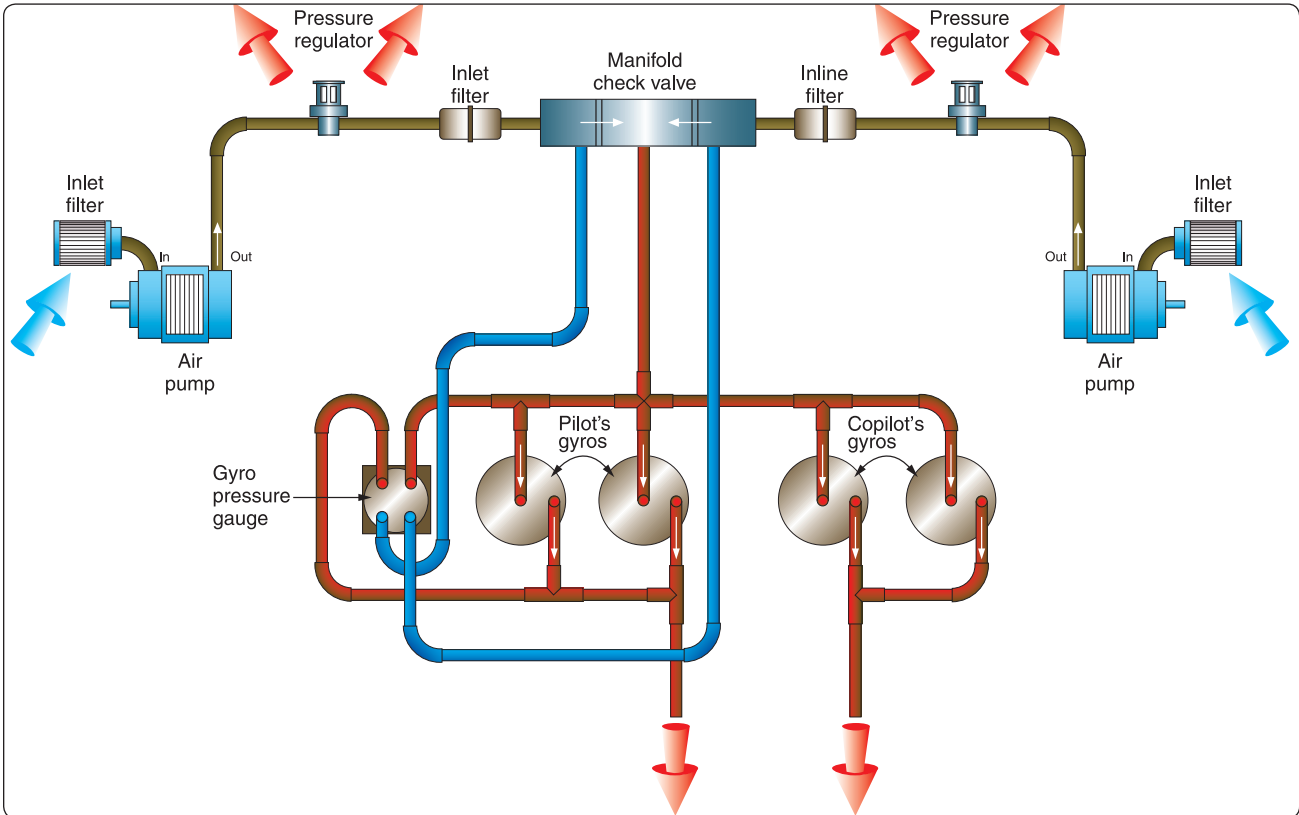 Pressure
regulator
Inlet
filter
Manifold
check valve
Inline
filter
Pressure
regulator
Inlet
filter
In
Out
Air
pump
Inlet
filter
Out
In
Air
pump
Pilot's
gyros
Copilot's
gyros
Gyro
pressure
gauge